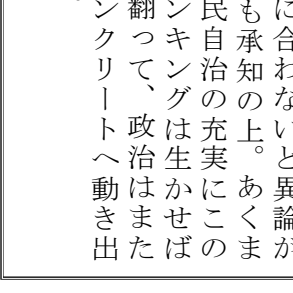 に合わないと異論が
も承知の上。あくま
民自治の充実にこの
ンキングは生かせば
翻って、政治はまた
ンクリートへ動き出